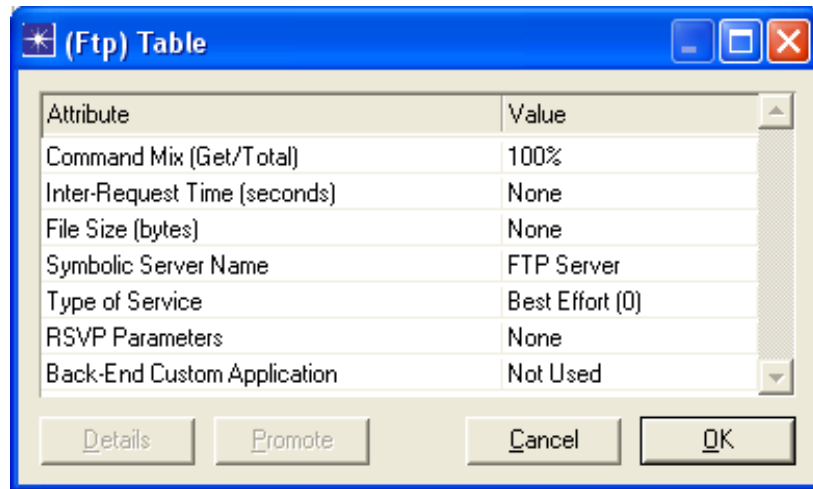 (Ftp) Table
Attribute Value
Command Mix (Get/Total) 100%
Inter-Request Time (seconds) None
File Size (bytes) None
Symbolic Server Name FTP Server
Type of Service Best Effort (0)
RSVP Parameters None
Back-End Custom Application Not Used
Details Promote Cancel OK